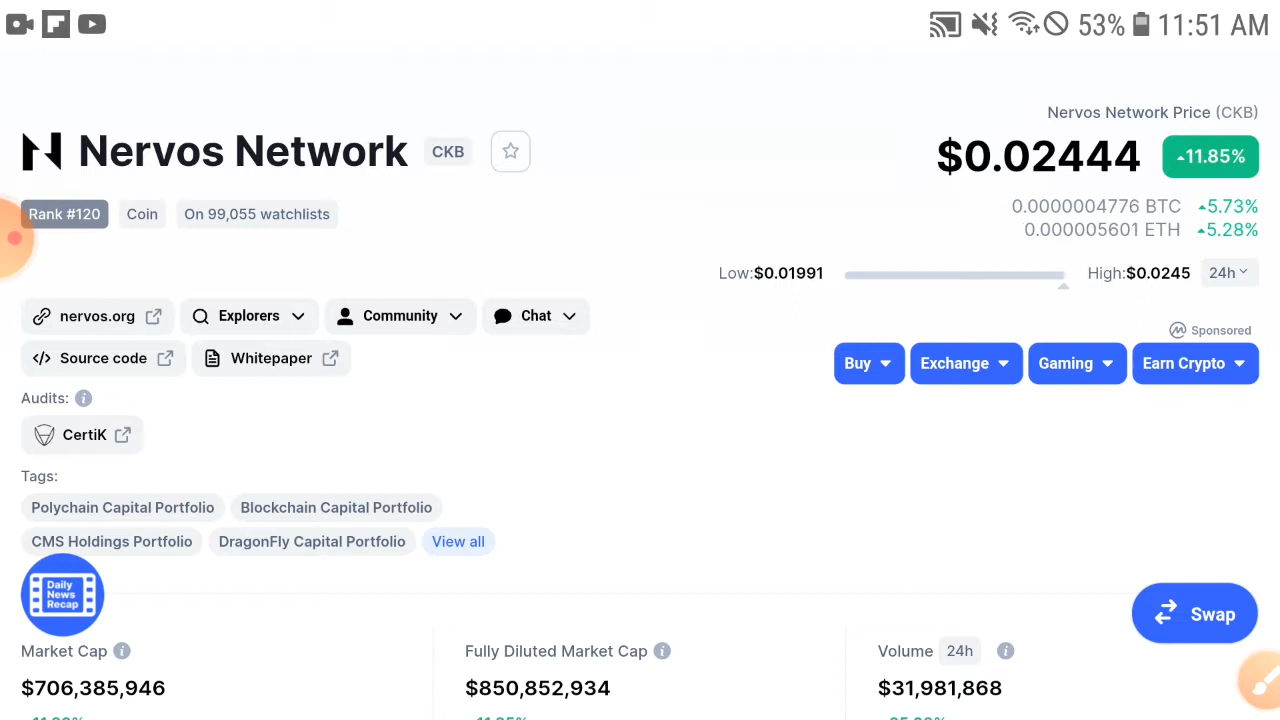 53% 11:51 AM
Nervos Network Price (CKB)
Nervos Network CKB
$0.02444 11.85%
Rank #120 Coin On 99,055 watchlists
0.0000004776 BTC 5.73%
0.000005601 ETH 5.28%
Low:$0.01991 High:$0.0245 24h
nervos.org Explorers Community Chat
Sponsored
Source code Whitepaper
Buy Exchange Gaming Earn Crypto
Audits:
CertiK
Tags:
Polychain Capital Portfolio Blockchain Capital Portfolio
CMS Holdings Portfolio DragonFly Capital Portfolio View all
Daily
News
Recap
Swap
Market Cap Fully Diluted Market Cap Volume 24h
$706,385,946 $850,852,934 $31,981,868